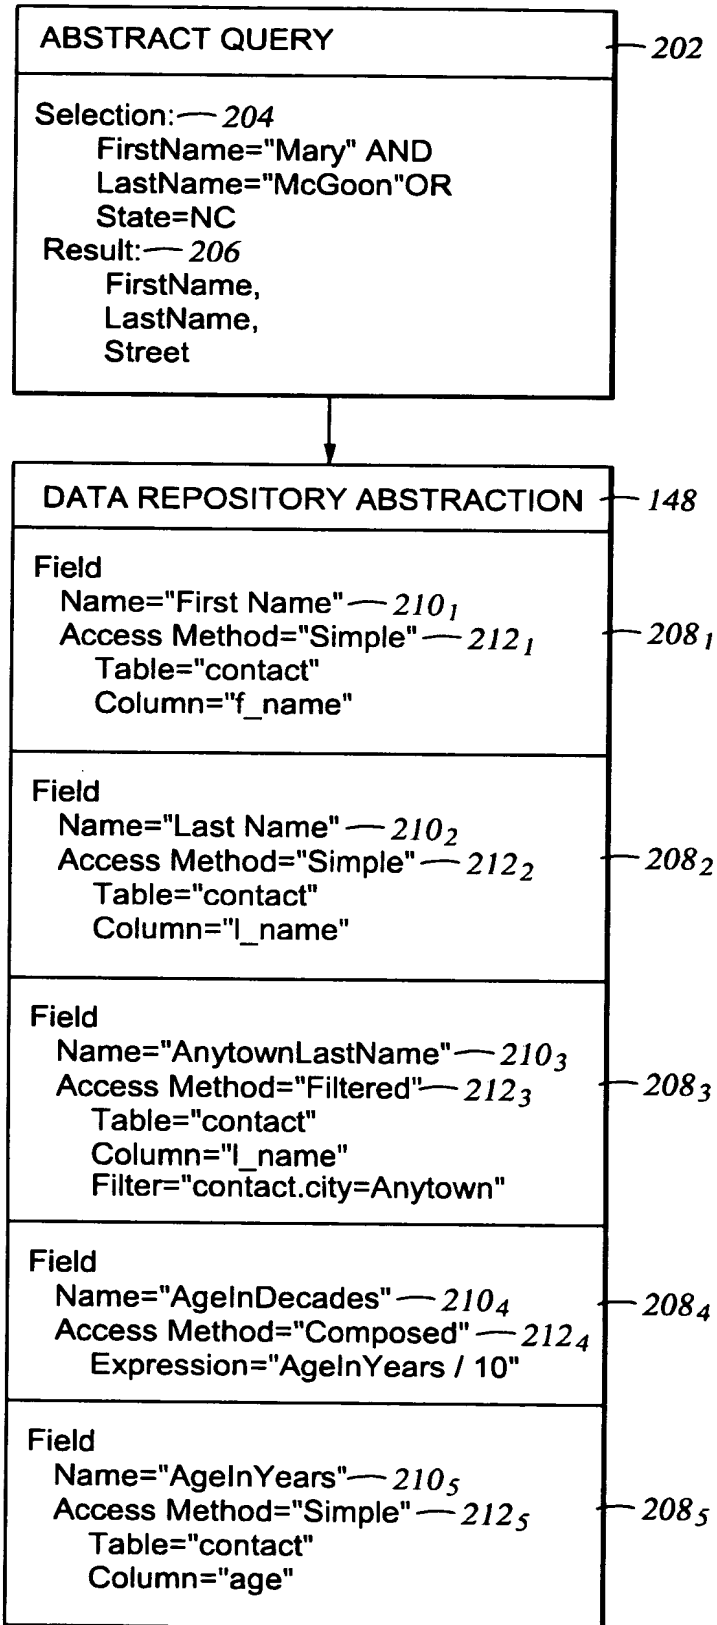 ABSTRACT QUERY 202
Selection: 204
FirstName="Mary" AND
LastName="McGoon"OR
State=NC
Result: 206
FirstName,
LastName,
Street
DATA REPOSITORY ABSTRACTION 148
Field
Name="First Name" 210₁
Access Method="Simple" 212₁ 208₁
Table="contact"
Column="f_name"
Field
Name="Last Name" 210₂
Access Method="Simple" 212₂ 208₂
Table="contact"
Column="l_name"
Field
Name="AnytownLastName" 210₃
Access Method="Filtered" 212₃ 208₃
Table="contact"
Column="l_name"
Filter="contact.city=Anytown"
Field
Name="AgeInDecades" 210₄ 208₄
Access Method="Composed" 212₄
Expression="AgeInYears / 10"
Field
Name="AgeInYears" 210₅
Access Method="Simple" 212₅ 208₅
Table="contact"
Column="age"